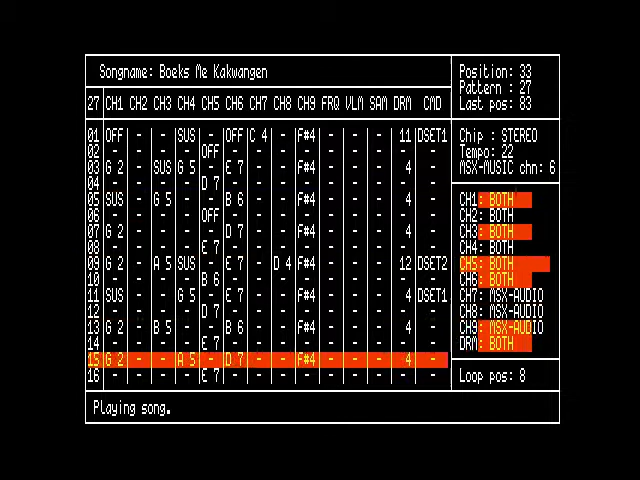 Songname: Boeks Me Kakwangen
27 CH1 CH2 CH3 CH4 CH5 CH6 CH7 CH8 CH9 FRQ VLM SAM DRM CMD
01 OFF - - SUS - OFF C 4 - F#4 - - - 11 DSET1
02 - - - - OFF - - - - - - - - -
03 G 2 - SUS G 5 - E 7 - - F#4 - - - 4 -
04 - - - - D 7 - - - - - - - - -
05 SUS - G 5 - - B 6 - - F#4 - - - 4 -
06 - - - - OFF - - - - - - - - -
07 G 2 - - - - D 7 - - F#4 - - - 4 -
08 - - - - E 7 - - - - - - - - -
09 G 2 - A 5 SUS - E 7 - D 4 F#4 - - - 12 DSET2
10 - - - - B 6 - - - - - - - - -
11 SUS - - G 5 - E 7 - - F#4 - - - 4 DSET1
12 - - - - D 7 - - - - - - - - -
13 G 2 - B 5 - - B 6 - - F#4 - - - 4 -
14 - - - - E 7 - - - - - - - - -
15 G 2 - - A 5 - D 7 - - F#4 - - - 4 -
16 - - - - E 7 - - - - - - - - -
Playing song.
Position: 33
Pattern : 27
Last pos: 83
Chip : STEREO
Tempo: 22
MSX-MUSIC chn: 6
CH1: BOTH
CH2: BOTH
CH3: BOTH
CH4: BOTH
CH5: BOTH
CH6: BOTH
CH7: MSX-AUDIO
CH8: MSX-AUDIO
CH9: MSX-AUDIO
DRM: BOTH
Loop pos: 8